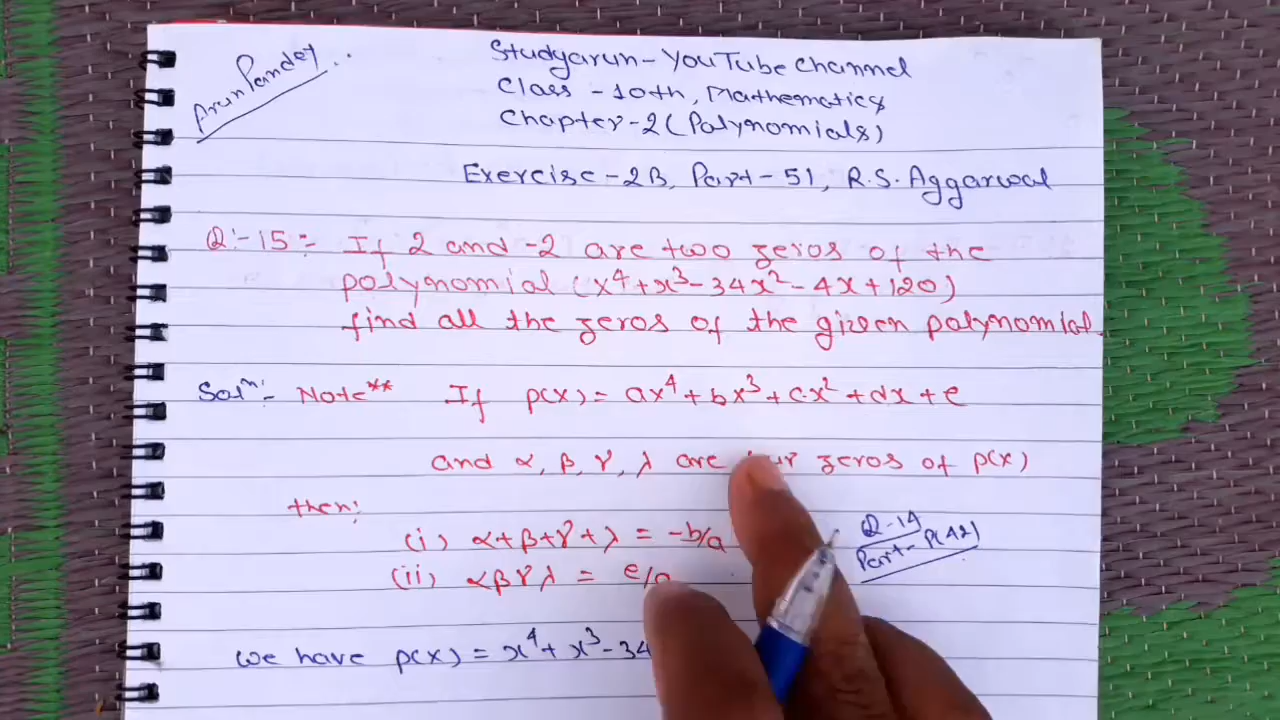 Arun Pandey...
Studyarun - YouTube Channel
Class - 10th, Mathematics
Chapter-2 (Polynomials)
Exercise-2B, Part-51, R.S. Aggarwal
Q:-15:- If 2 and -2 are two zeros of the
polynomial (x⁴+x³-34x²-4x+120)
find all the zeros of the given polynomial.
Solⁿ:- Note** If p(x)= ax⁴+bx³+cx²+dx+e
and α, β, γ, λ are zeros of p(x)
then;
(i) α+β+γ+λ = -b/a
(ii) αβγλ = e/a
Q-14
Part-P(42)
We have p(x) = x⁴+x³-34